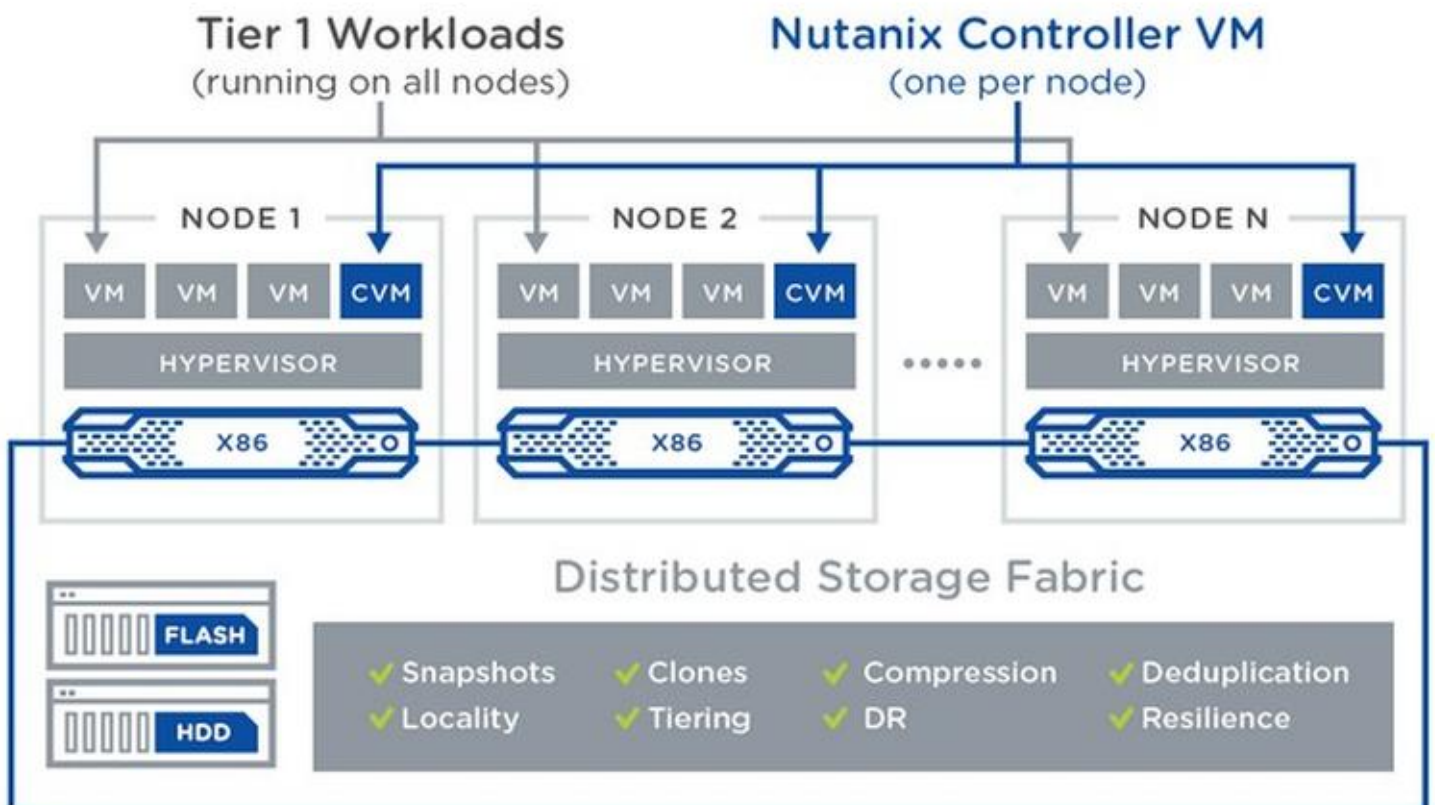 Tier 1 Workloads
(running on all nodes)
Nutanix Controller VM
(one per node)
NODE 1
NODE 2
NODE N
VM VM VM CVM
VM VM VM CVM
VM VM VM CVM
HYPERVISOR
HYPERVISOR
.....
HYPERVISOR
X86
X86
X86
Distributed Storage Fabric
FLASH
HDD
Snapshots Clones Compression Deduplication
Locality Tiering DR Resilience